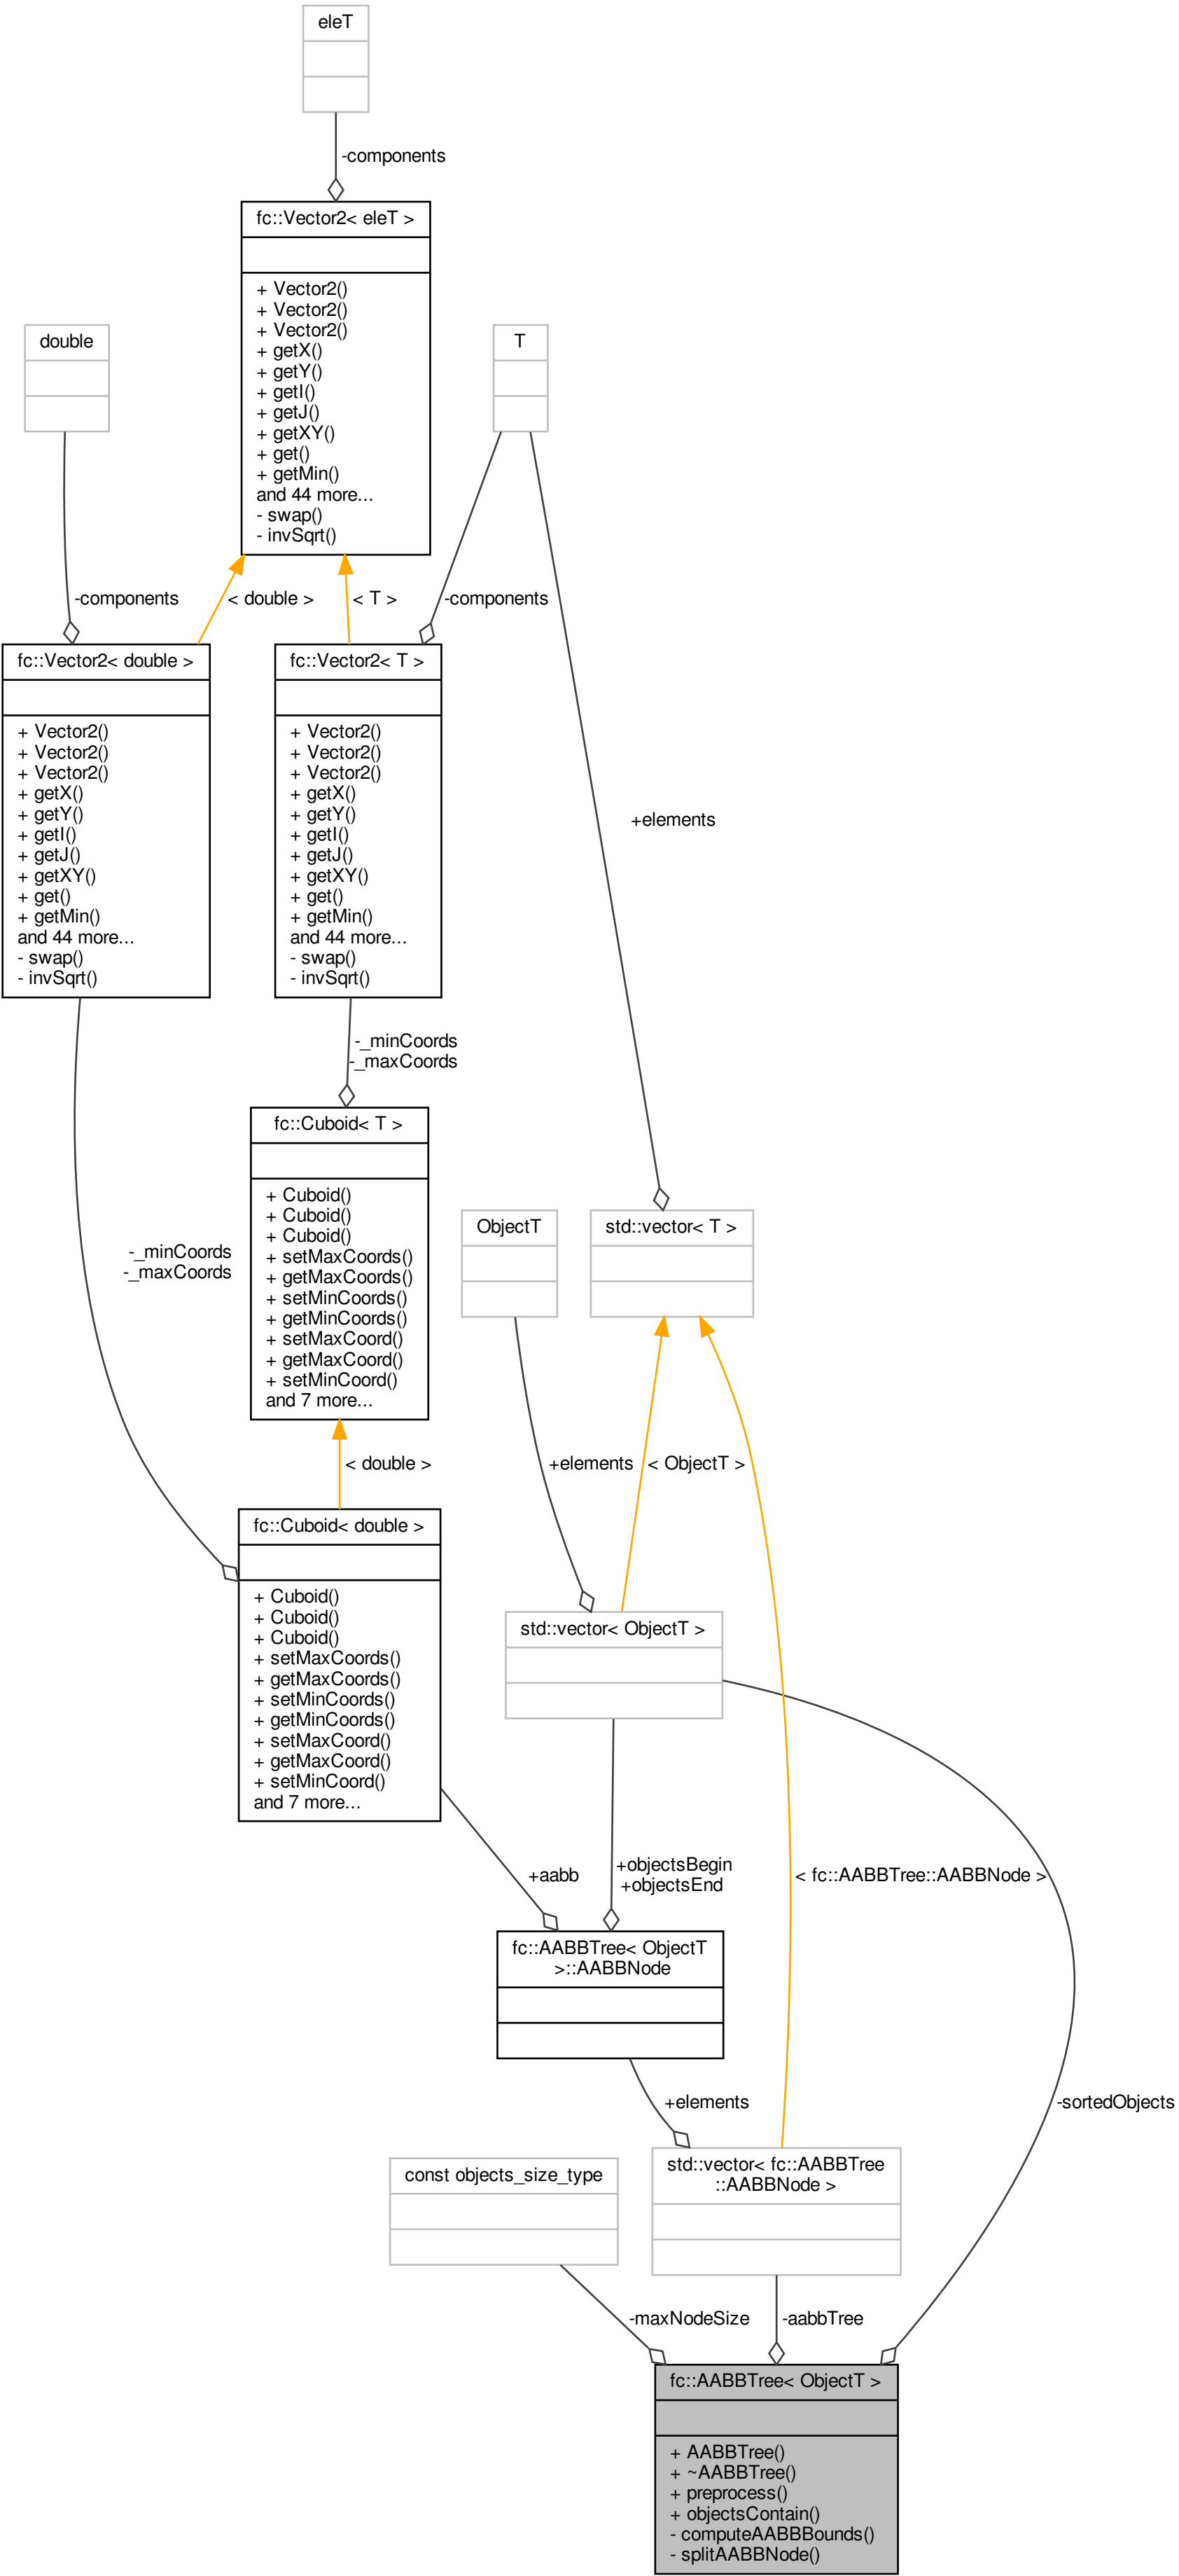 eleT
-components
fc::Vector2< eleT >
+ Vector2()
+ Vector2()
+ Vector2()
+ getX()
+ getY()
+ getI()
+ getJ()
+ getXY()
+ get()
+ getMin()
and 44 more...
- swap()
- invSqrt()
double
T
-components
< double >
< T >
-components
fc::Vector2< double >
+ Vector2()
+ Vector2()
+ Vector2()
+ getX()
+ getY()
+ getI()
+ getJ()
+ getXY()
+ get()
+ getMin()
and 44 more...
- swap()
- invSqrt()
fc::Vector2< T >
+ Vector2()
+ Vector2()
+ Vector2()
+ getX()
+ getY()
+ getI()
+ getJ()
+ getXY()
+ get()
+ getMin()
and 44 more...
- swap()
- invSqrt()
+elements
-_minCoords
-_maxCoords
fc::Cuboid< T >
+ Cuboid()
+ Cuboid()
+ Cuboid()
+ setMaxCoords()
+ getMaxCoords()
+ setMinCoords()
+ getMinCoords()
+ setMaxCoord()
+ getMaxCoord()
+ setMinCoord()
and 7 more...
-_minCoords
-_maxCoords
ObjectT
std::vector< T >
< double >
+elements
< ObjectT >
fc::Cuboid< double >
+ Cuboid()
+ Cuboid()
+ Cuboid()
+ setMaxCoords()
+ getMaxCoords()
+ setMinCoords()
+ getMinCoords()
+ setMaxCoord()
+ getMaxCoord()
+ setMinCoord()
and 7 more...
std::vector< ObjectT >
+aabb
+objectsBegin
+objectsEnd
< fc::AABBTree::AABBNode >
fc::AABBTree< ObjectT
>::AABBNode
+elements
-sortedObjects
const objects_size_type
std::vector< fc::AABBTree
::AABBNode >
-maxNodeSize
-aabbTree
fc::AABBTree< ObjectT >
+ AABBTree()
+ ~AABBTree()
+ preprocess()
+ objectsContain()
- computeAABBBounds()
- splitAABBNode()